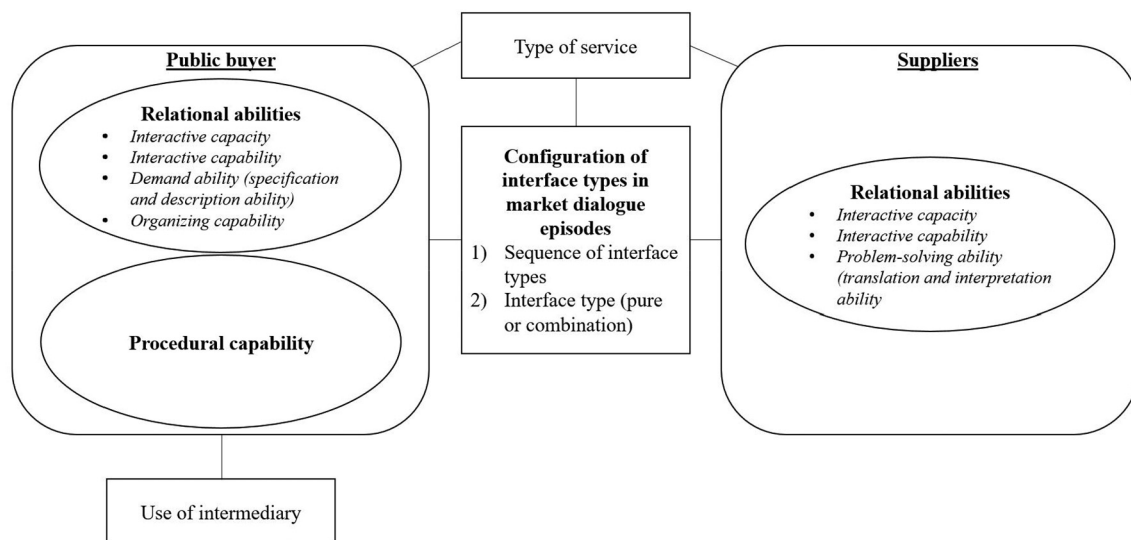 Type of service
Public buyer
Relational abilities
• Interactive capacity
• Interactive capability
• Demand ability (specification
and description ability)
• Organizing capability
Procedural capability
Use of intermediary
Configuration of
interface types in
market dialogue
episodes
1) Sequence of interface
types
2) Interface type (pure
or combination)
Suppliers
Relational abilities
• Interactive capacity
• Interactive capability
• Problem-solving ability
(translation and interpretation
ability